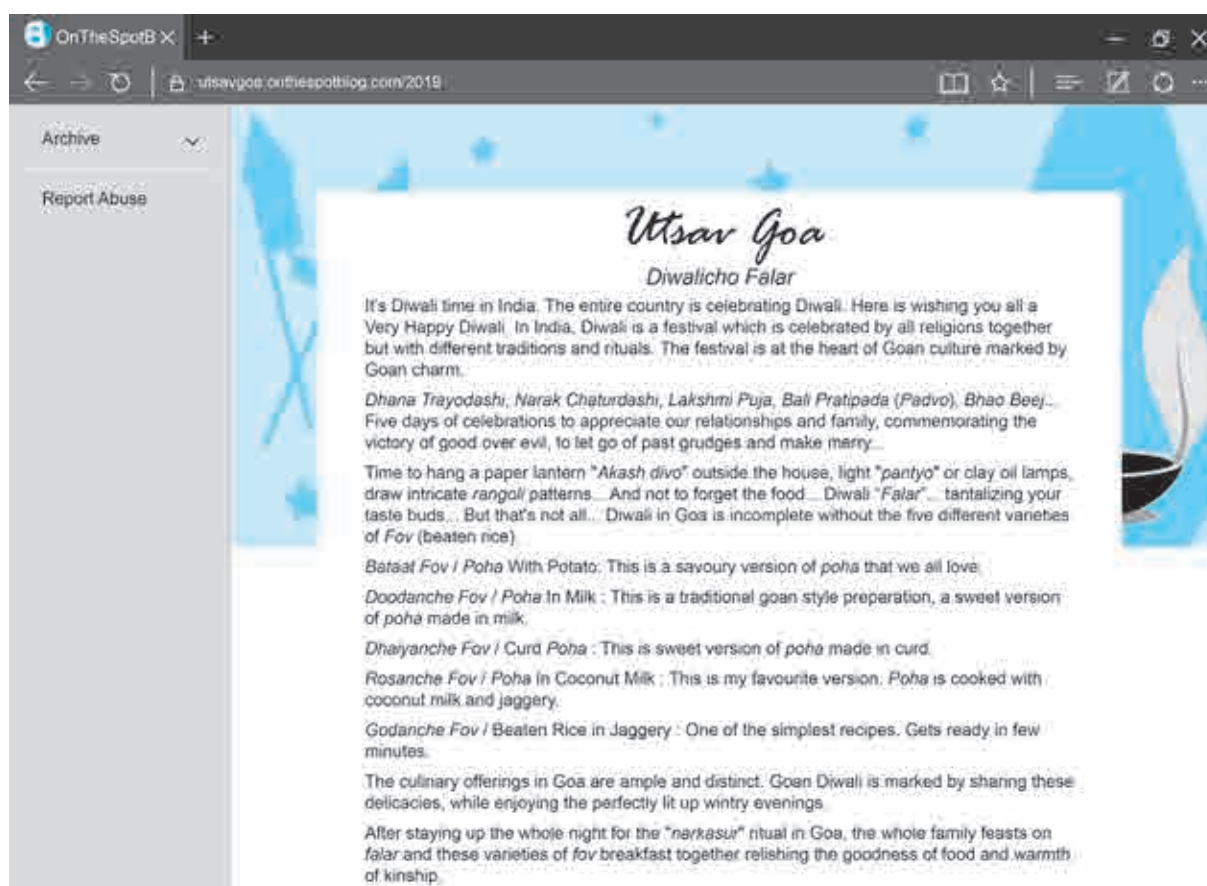 OnTheSpotB
utsavgoa.onthespotblog.com/2019
Archive
Report Abuse
Utsav Goa
Diwalicho Falar
It's Diwali time in India. The entire country is celebrating Diwali. Here is wishing you all a
Very Happy Diwali. In India, Diwali is a festival which is celebrated by all religions together
but with different traditions and rituals. The festival is at the heart of Goan culture marked by
Goan charm.
Dhana Trayodashi, Narak Chaturdashi, Lakshmi Puja, Bali Pratipada (Padvo), Bhao Beej...
Five days of celebrations to appreciate our relationships and family, commemorating the
victory of good over evil, to let go of past grudges and make merry...
Time to hang a paper lantern "Akash divo" outside the house, light "pantyo" or clay oil lamps,
draw intricate rangoli patterns... And not to forget the food... Diwali "Falar"... tantalizing your
taste buds... But that's not all... Diwali in Goa is incomplete without the five different varieties
of Fov (beaten rice)
Bataat Fov / Poha With Potato: This is a savoury version of poha that we all love.
Doodanche Fov / Poha In Milk : This is a traditional goan style preparation, a sweet version
of poha made in milk.
Dhaiyanche Fov / Curd Poha : This is sweet version of poha made in curd.
Rosanche Fov / Poha In Coconut Milk : This is my favourite version. Poha is cooked with
coconut milk and jaggery.
Godanche Fov / Beaten Rice in Jaggery : One of the simplest recipes. Gets ready in few
minutes.
The culinary offerings in Goa are ample and distinct. Goan Diwali is marked by sharing these
delicacies, while enjoying the perfectly lit up wintry evenings.
After staying up the whole night for the "narkasur" ritual in Goa, the whole family feasts on
falar and these varieties of fov breakfast together relishing the goodness of food and warmth
of kinship.